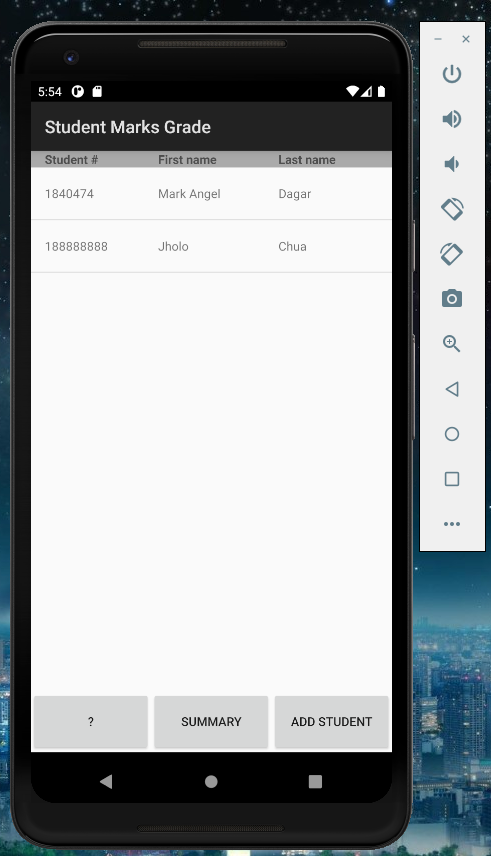 5:54
Student Marks Grade
Student # First name Last name
1840474 Mark Angel Dagar
188888888 Jholo Chua
? SUMMARY ADD STUDENT